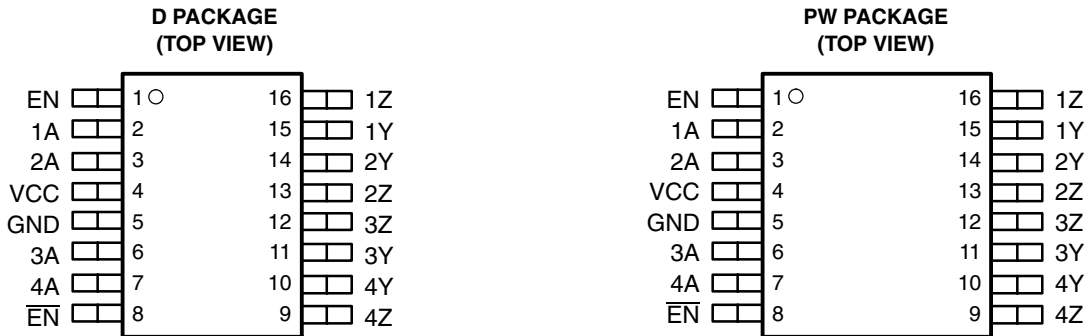 D PACKAGE
(TOP VIEW)
EN 1 16 1Z
1A 2 15 1Y
2A 3 14 2Y
VCC 4 13 2Z
GND 5 12 3Z
3A 6 11 3Y
4A 7 10 4Y
E̅N̅ 8 9 4Z
PW PACKAGE
(TOP VIEW)
EN 1 16 1Z
1A 2 15 1Y
2A 3 14 2Y
VCC 4 13 2Z
GND 5 12 3Z
3A 6 11 3Y
4A 7 10 4Y
E̅N̅ 8 9 4Z